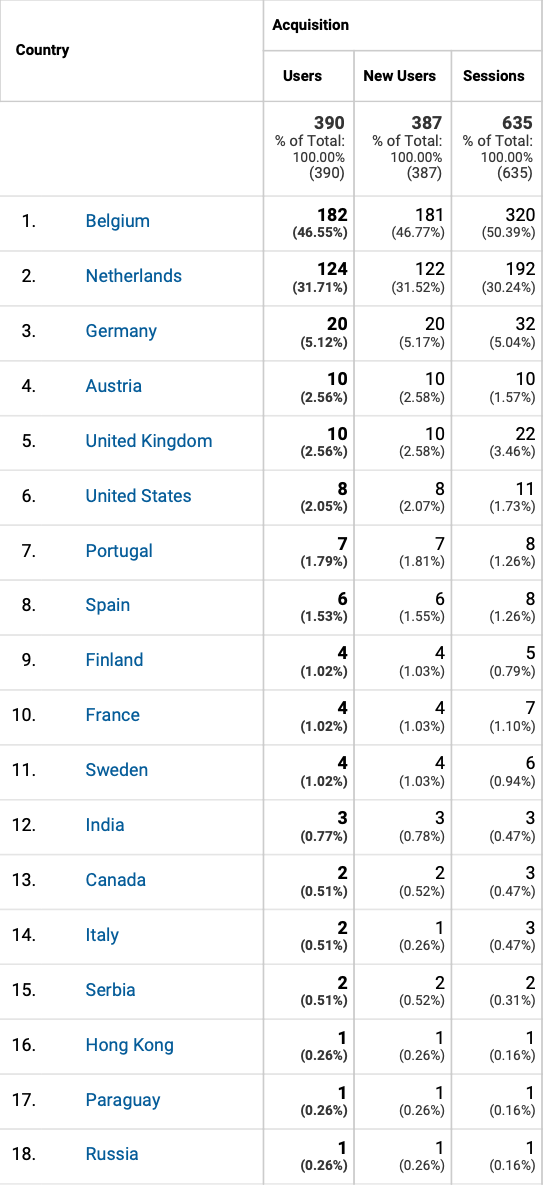 Country
Acquisition
Users New Users Sessions
390 387 635
% of Total: % of Total: % of Total:
100.00% 100.00% 100.00%
(390) (387) (635)
1. Belgium 182 181 320
(46.55%) (46.77%) (50.39%)
2. Netherlands 124 122 192
(31.71%) (31.52%) (30.24%)
3. Germany 20 20 32
(5.12%) (5.17%) (5.04%)
4. Austria 10 10 10
(2.56%) (2.58%) (1.57%)
5. United Kingdom 10 10 22
(2.56%) (2.58%) (3.46%)
6. United States 8 8 11
(2.05%) (2.07%) (1.73%)
7. Portugal 7 7 8
(1.79%) (1.81%) (1.26%)
8. Spain 6 6 8
(1.53%) (1.55%) (1.26%)
9. Finland 4 4 5
(1.02%) (1.03%) (0.79%)
10. France 4 4 7
(1.02%) (1.03%) (1.10%)
11. Sweden 4 4 6
(1.02%) (1.03%) (0.94%)
12. India 3 3 3
(0.77%) (0.78%) (0.47%)
13. Canada 2 2 3
(0.51%) (0.52%) (0.47%)
14. Italy 2 1 3
(0.51%) (0.26%) (0.47%)
15. Serbia 2 2 2
(0.51%) (0.52%) (0.31%)
16. Hong Kong 1 1 1
(0.26%) (0.26%) (0.16%)
17. Paraguay 1 1 1
(0.26%) (0.26%) (0.16%)
18. Russia 1 1 1
(0.26%) (0.26%) (0.16%)